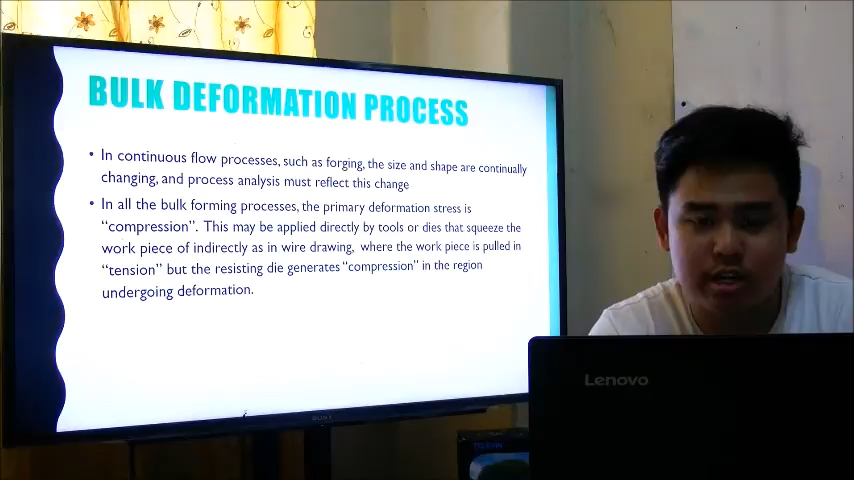 BULK DEFORMATION PROCESS
• In continuous flow processes, such as forging, the size and shape are continually
changing, and process analysis must reflect this change
• In all the bulk forming processes, the primary deformation stress is
“compression”. This may be applied directly by tools or dies that squeeze the
work piece of indirectly as in wire drawing, where the work piece is pulled in
“tension” but the resisting die generates “compression” in the region
undergoing deformation.
SONY
Lenovo